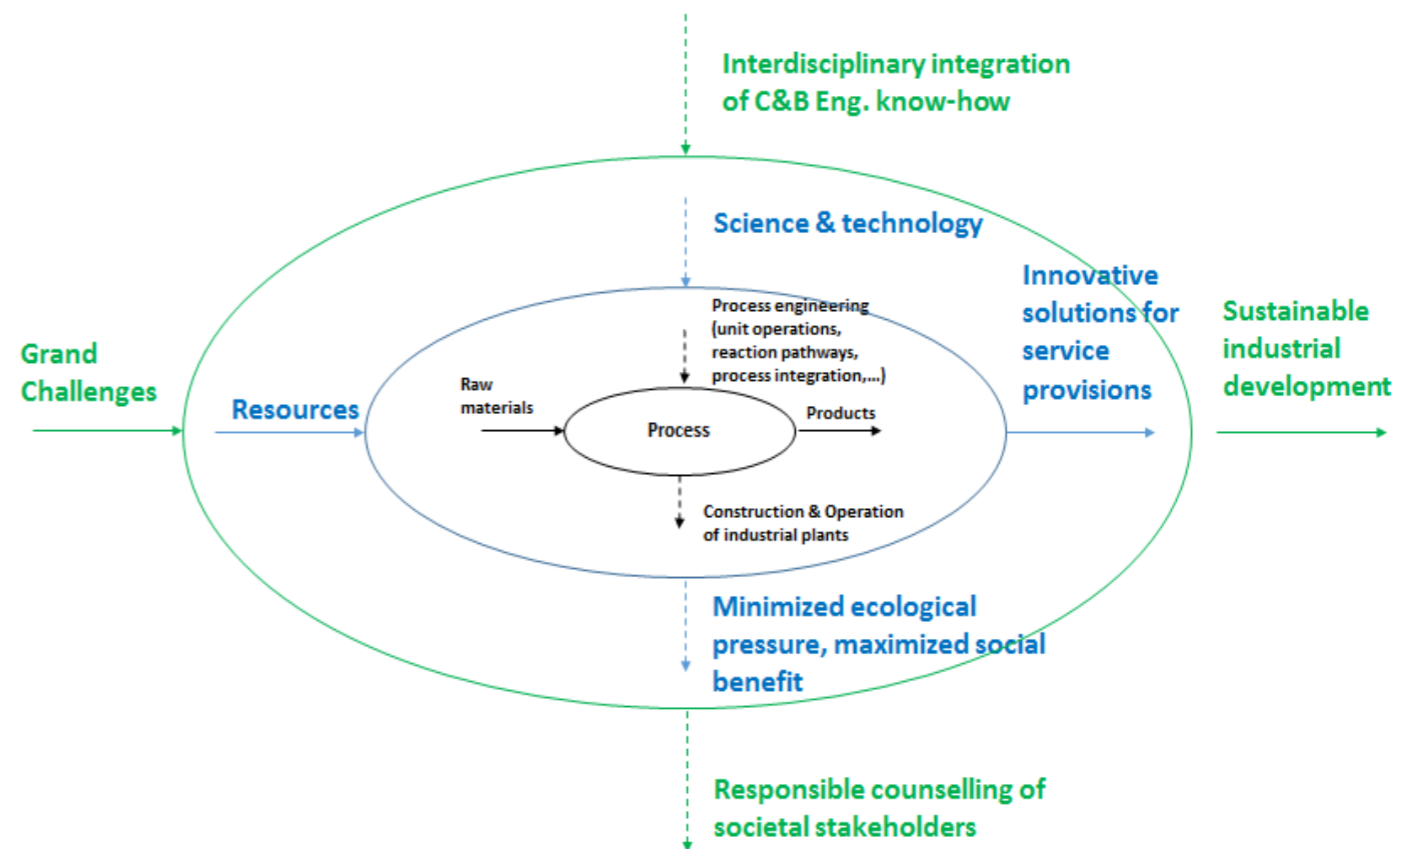 Interdisciplinary integration
of C&B Eng. know-how
Science & technology
Innovative
solutions for
service
provisions
Sustainable
industrial
development
Process engineering
(unit operations,
reaction pathways,
process integration,...)
Grand
Challenges
Resources
Raw
materials
Process
Products
Construction & Operation
of industrial plants
Minimized ecological
pressure, maximized social
benefit
Responsible counselling of
societal stakeholders